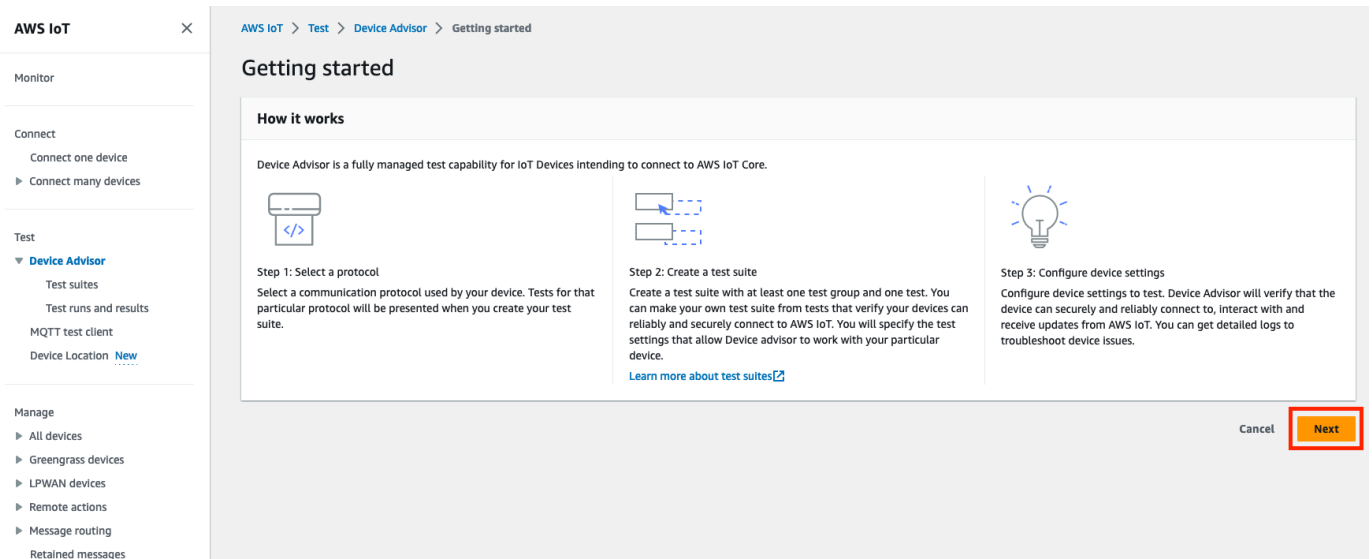 AWS IoT
Monitor
Connect
Connect one device
Connect many devices
Test
Device Advisor
Test suites
Test runs and results
MQTT test client
Device Location New
Manage
All devices
Greengrass devices
LPWAN devices
Remote actions
Message routing
Retained messages
AWS IoT > Test > Device Advisor > Getting started
Getting started
How it works
Device Advisor is a fully managed test capability for IoT Devices intending to connect to AWS IoT Core.
</>
Step 1: Select a protocol
Select a communication protocol used by your device. Tests for that
particular protocol will be presented when you create your test
suite.
Step 2: Create a test suite
Create a test suite with at least one test group and one test. You
can make your own test suite from tests that verify your devices can
reliably and securely connect to AWS IoT. You will specify the test
settings that allow Device advisor to work with your particular
device.
Learn more about test suites
Step 3: Configure device settings
Configure device settings to test. Device Advisor will verify that the
device can securely and reliably connect to, interact with and
receive updates from AWS IoT. You can get detailed logs to
troubleshoot device issues.
Cancel
Next